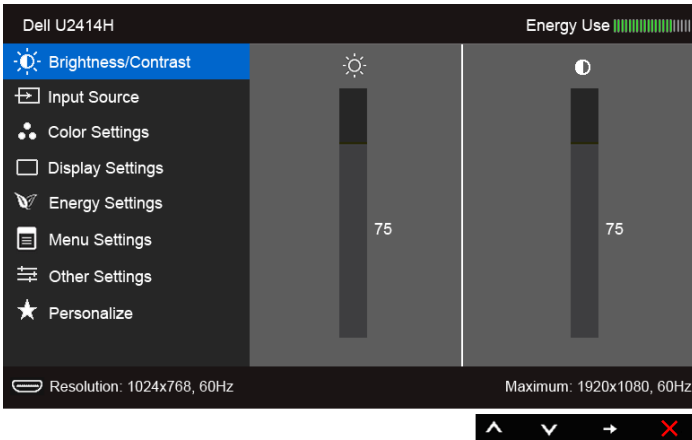 Dell U2414H
Energy Use
Brightness/Contrast
Input Source
Color Settings
Display Settings
Energy Settings
Menu Settings
Other Settings
Personalize
75
75
Resolution: 1024x768, 60Hz
Maximum: 1920x1080, 60Hz